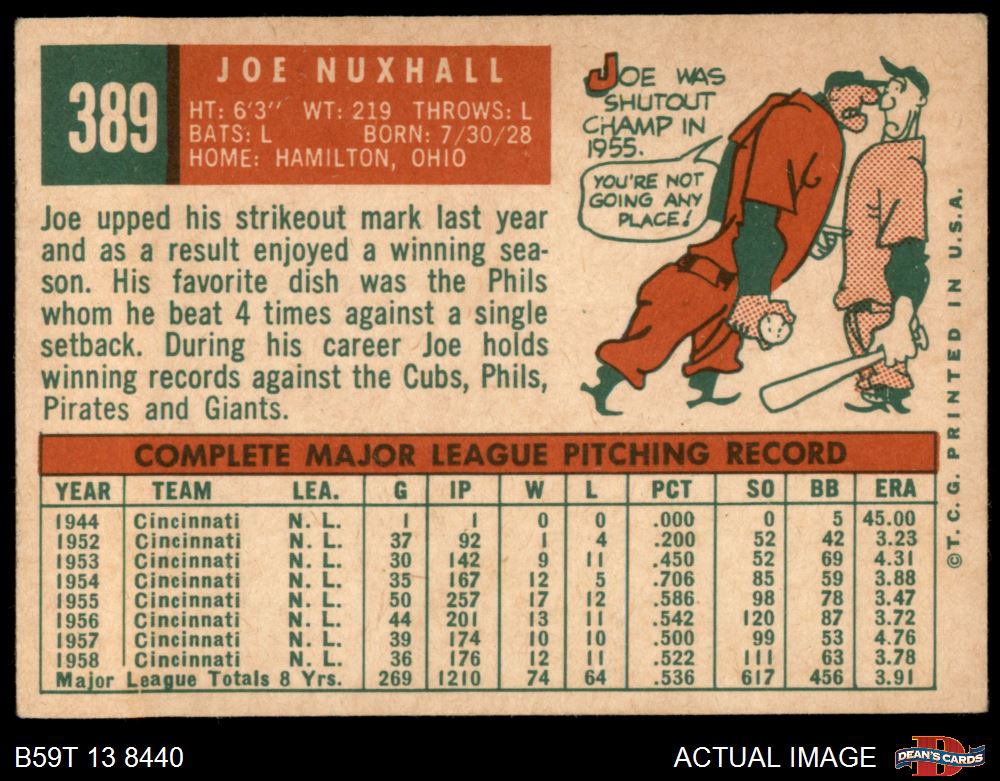 389
JOE NUXHALL
HT: 6'3" WT: 219 THROWS: L
BATS: L BORN: 7/30/28
HOME: HAMILTON, OHIO
JOE WAS
SHUTOUT
CHAMP IN
1955.
YOU'RE NOT
GOING ANY
PLACE!
Joe upped his strikeout mark last year
and as a result enjoyed a winning sea-
son. His favorite dish was the Phils
whom he beat 4 times against a single
setback. During his career Joe holds
winning records against the Cubs, Phils,
Pirates and Giants.
COMPLETE MAJOR LEAGUE PITCHING RECORD
YEAR TEAM LEA. G IP W L PCT SO BB ERA
1944 Cincinnati N. L. 1 1 0 0 .000 0 5 45.00
1952 Cincinnati N. L. 37 92 1 4 .200 52 42 3.23
1953 Cincinnati N. L. 30 142 9 11 .450 52 69 4.31
1954 Cincinnati N. L. 35 167 12 5 .706 85 59 3.88
1955 Cincinnati N. L. 50 257 17 12 .586 98 78 3.47
1956 Cincinnati N. L. 44 201 13 11 .542 120 87 3.72
1957 Cincinnati N. L. 39 174 10 10 .500 99 53 4.76
1958 Cincinnati N. L. 36 176 12 11 .522 111 63 3.78
Major League Totals 8 Yrs. 269 1210 74 64 .536 617 456 3.91
©T. C. G. PRINTED IN U.S.A.
B59T 13 8440
ACTUAL IMAGE
D
DEAN'S CARDS